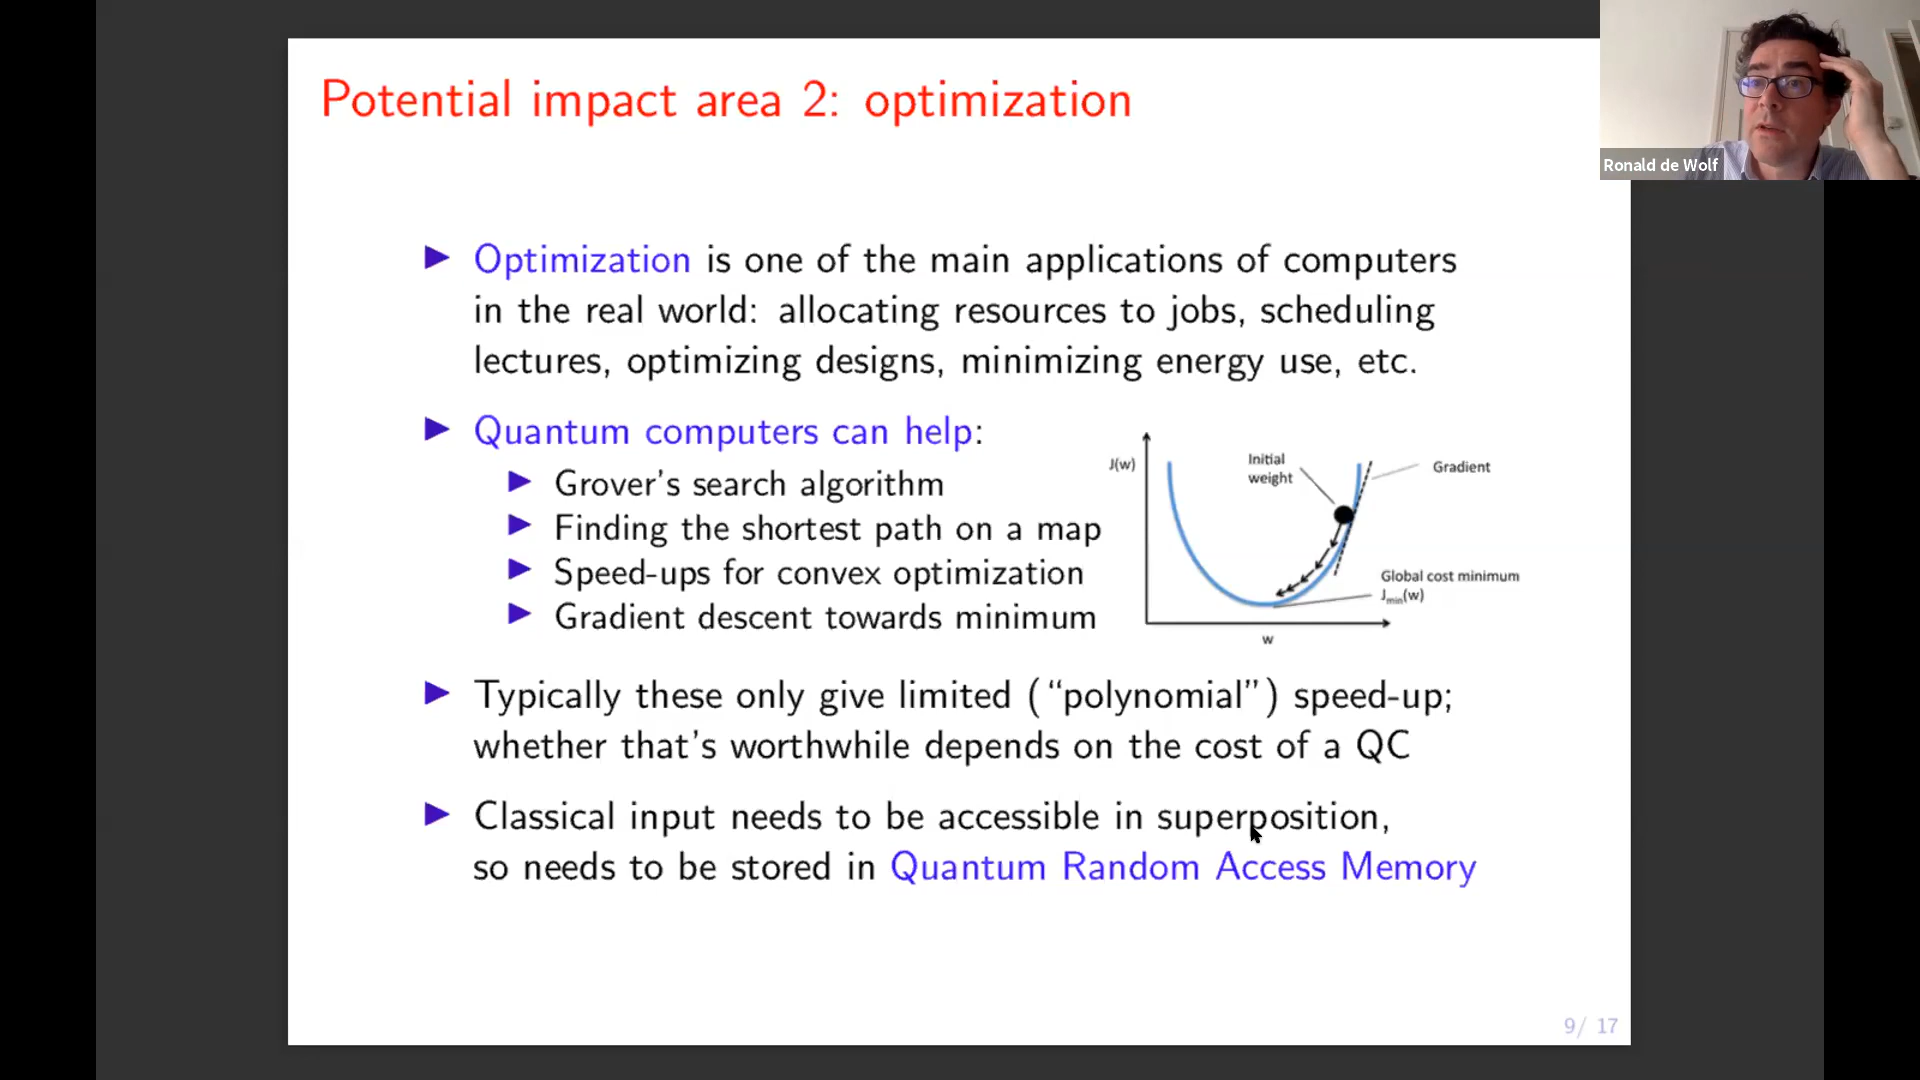 Potential impact area 2: optimization
Ronald de Wolf
▶ Optimization is one of the main applications of computers
in the real world: allocating resources to jobs, scheduling
lectures, optimizing designs, minimizing energy use, etc.
▶ Quantum computers can help:
▶ Grover's search algorithm
▶ Finding the shortest path on a map
▶ Speed-ups for convex optimization
▶ Gradient descent towards minimum
J(w)
Initial
weight
Gradient
Global cost minimum
Jmin(w)
w
▶ Typically these only give limited (“polynomial”) speed-up;
whether that's worthwhile depends on the cost of a QC
▶ Classical input needs to be accessible in superposition,
so needs to be stored in Quantum Random Access Memory
9/ 17